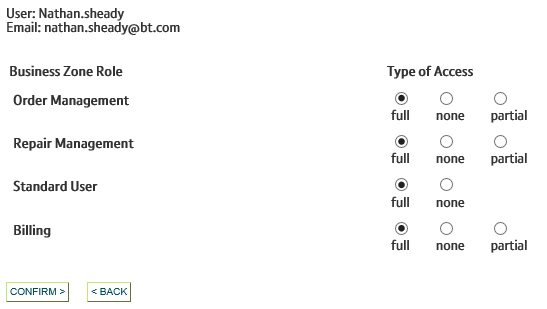 User: Nathan.sheady
Email: nathan.sheady@bt.com
Business Zone Role Type of Access
Order Management
full none partial
Repair Management
full none partial
Standard User
full none
Billing
full none partial
CONFIRM > < BACK